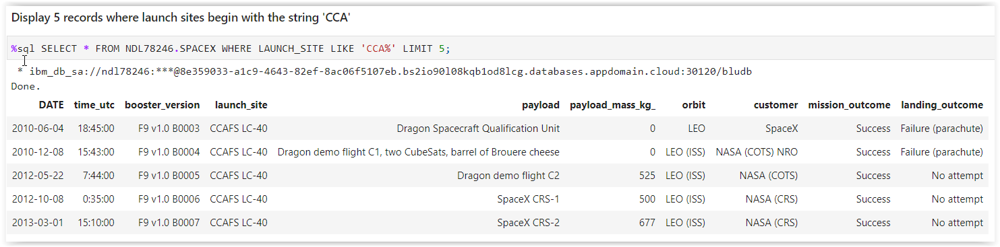 Display 5 records where launch sites begin with the string 'CCA'
%sql SELECT * FROM NDL78246.SPACEX WHERE LAUNCH_SITE LIKE 'CCA%' LIMIT 5;
* ibm_db_sa://ndl78246:***@8e359033-a1c9-4643-82ef-8ac06f5107eb.bs2io90l08kqb1od8lcg.databases.appdomain.cloud:30120/bludb
Done.
DATE time_utc booster_version launch_site payload payload_mass_kg_ orbit customer mission_outcome landing_outcome
2010-06-04 18:45:00 F9 v1.0 B0003 CCAFS LC-40 Dragon Spacecraft Qualification Unit 0 LEO SpaceX Success Failure (parachute)
2010-12-08 15:43:00 F9 v1.0 B0004 CCAFS LC-40 Dragon demo flight C1, two CubeSats, barrel of Brouere cheese 0 LEO (ISS) NASA (COTS) NRO Success Failure (parachute)
2012-05-22 7:44:00 F9 v1.0 B0005 CCAFS LC-40 Dragon demo flight C2 525 LEO (ISS) NASA (COTS) Success No attempt
2012-10-08 0:35:00 F9 v1.0 B0006 CCAFS LC-40 SpaceX CRS-1 500 LEO (ISS) NASA (CRS) Success No attempt
2013-03-01 15:10:00 F9 v1.0 B0007 CCAFS LC-40 SpaceX CRS-2 677 LEO (ISS) NASA (CRS) Success No attempt